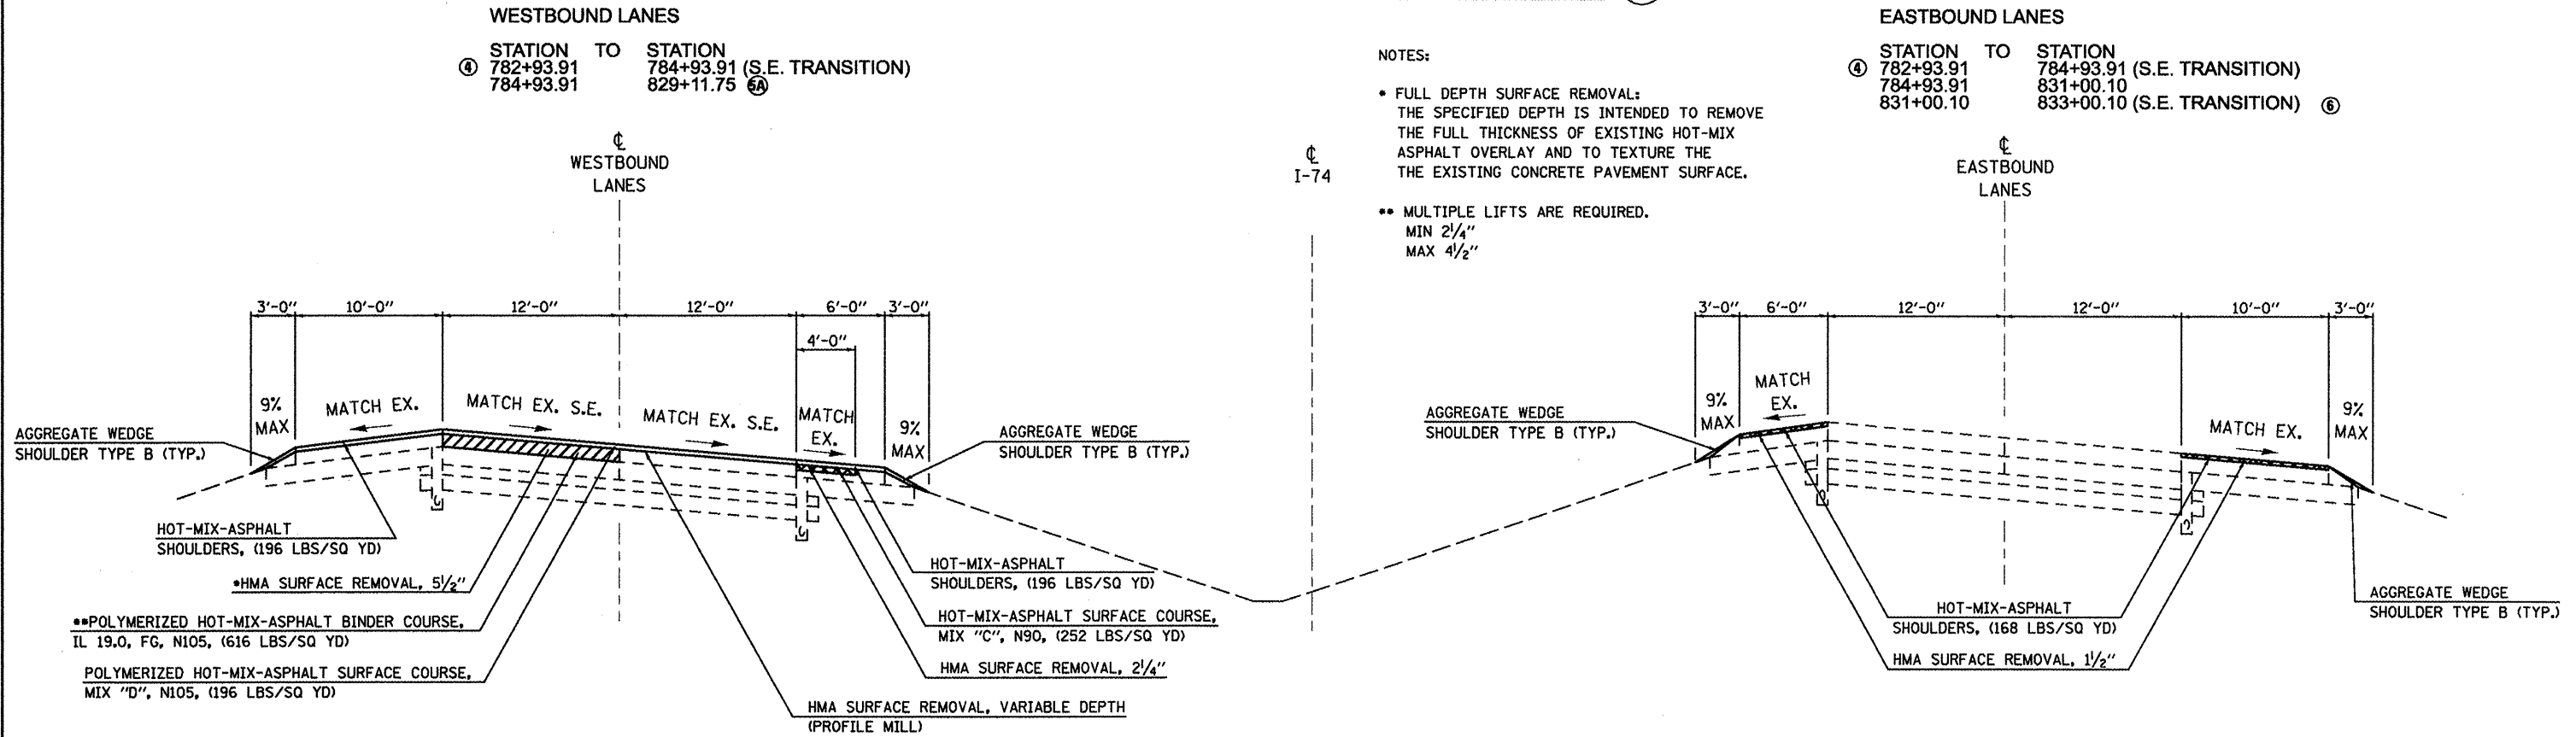 WESTBOUND LANES
STATION TO STATION
④ 782+93.91 784+93.91 (S.E. TRANSITION)
784+93.91 829+11.75 5A
℄
WESTBOUND
LANES
3'-0" 10'-0" 12'-0" 12'-0" 6'-0" 3'-0"
4'-0"
9%
MAX
MATCH EX.
MATCH EX. S.E.
MATCH EX. S.E.
MATCH
EX.
9%
MAX
AGGREGATE WEDGE
SHOULDER TYPE B (TYP.)
AGGREGATE WEDGE
SHOULDER TYPE B (TYP.)
HOT-MIX-ASPHALT
SHOULDERS, (196 LBS/SQ YD)
*HMA SURFACE REMOVAL, 5½"
**POLYMERIZED HOT-MIX-ASPHALT BINDER COURSE,
IL 19.0, FG, N105, (616 LBS/SQ YD)
POLYMERIZED HOT-MIX-ASPHALT SURFACE COURSE,
MIX "D", N105, (196 LBS/SQ YD)
HOT-MIX-ASPHALT
SHOULDERS, (196 LBS/SQ YD)
HOT-MIX-ASPHALT SURFACE COURSE,
MIX "C", N90, (252 LBS/SQ YD)
HMA SURFACE REMOVAL, 2¼"
HMA SURFACE REMOVAL, VARIABLE DEPTH
(PROFILE MILL)
℄
I-74
NOTES:
* FULL DEPTH SURFACE REMOVAL:
THE SPECIFIED DEPTH IS INTENDED TO REMOVE
THE FULL THICKNESS OF EXISTING HOT-MIX
ASPHALT OVERLAY AND TO TEXTURE THE
THE EXISTING CONCRETE PAVEMENT SURFACE.
** MULTIPLE LIFTS ARE REQUIRED.
MIN 2¼"
MAX 4½"
EASTBOUND LANES
STATION TO STATION
④ 782+93.91 784+93.91 (S.E. TRANSITION)
784+93.91 831+00.10
831+00.10 833+00.10 (S.E. TRANSITION) ⑥
℄
EASTBOUND
LANES
3'-0" 6'-0" 12'-0" 12'-0" 10'-0" 3'-0"
9%
MAX
MATCH
EX.
MATCH EX.
9%
MAX
AGGREGATE WEDGE
SHOULDER TYPE B (TYP.)
HOT-MIX-ASPHALT
SHOULDERS, (168 LBS/SQ YD)
HMA SURFACE REMOVAL, 1½"
AGGREGATE WEDGE
SHOULDER TYPE B (TYP.)